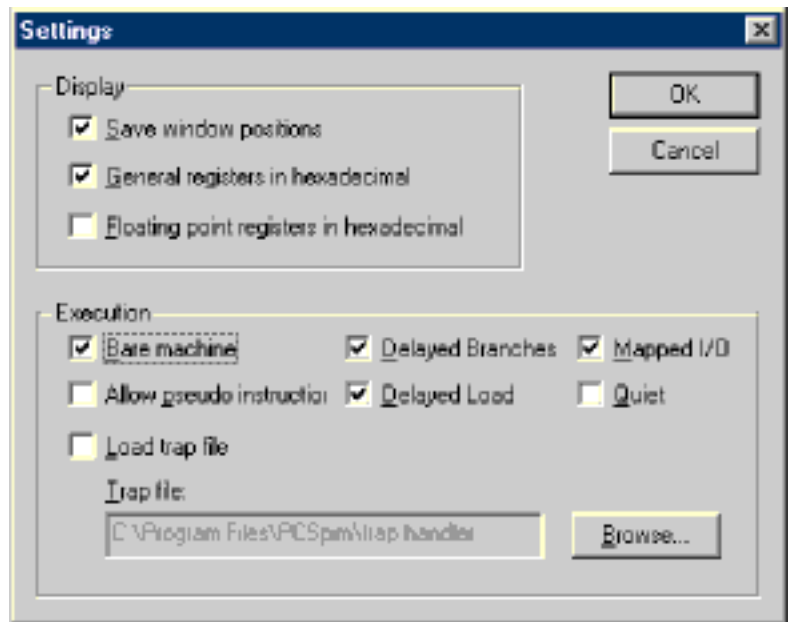 Settings
Display
OK
Save window positions
Cancel
General registers in hexadecimal
Floating point registers in hexadecimal
Execution
Bare machine Delayed Branches Mapped I/O
Allow pseudo instruction Delayed Load Quiet
Load trap file
Trap file:
C:\Program Files\PCSpim\trap.handler
Browse...